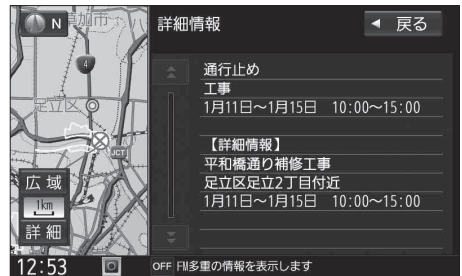 N
草加市
詳細情報
戻る
4
通行止め
工事
1月11日～1月15日 10:00～15:00
足立区
【詳細情報】
平和橋通り補修工事
JCT
足立区足立2丁目付近
広域
1月11日～1月15日 10:00～15:00
1km
詳細
12:53
OFF FM多重の情報を表示します